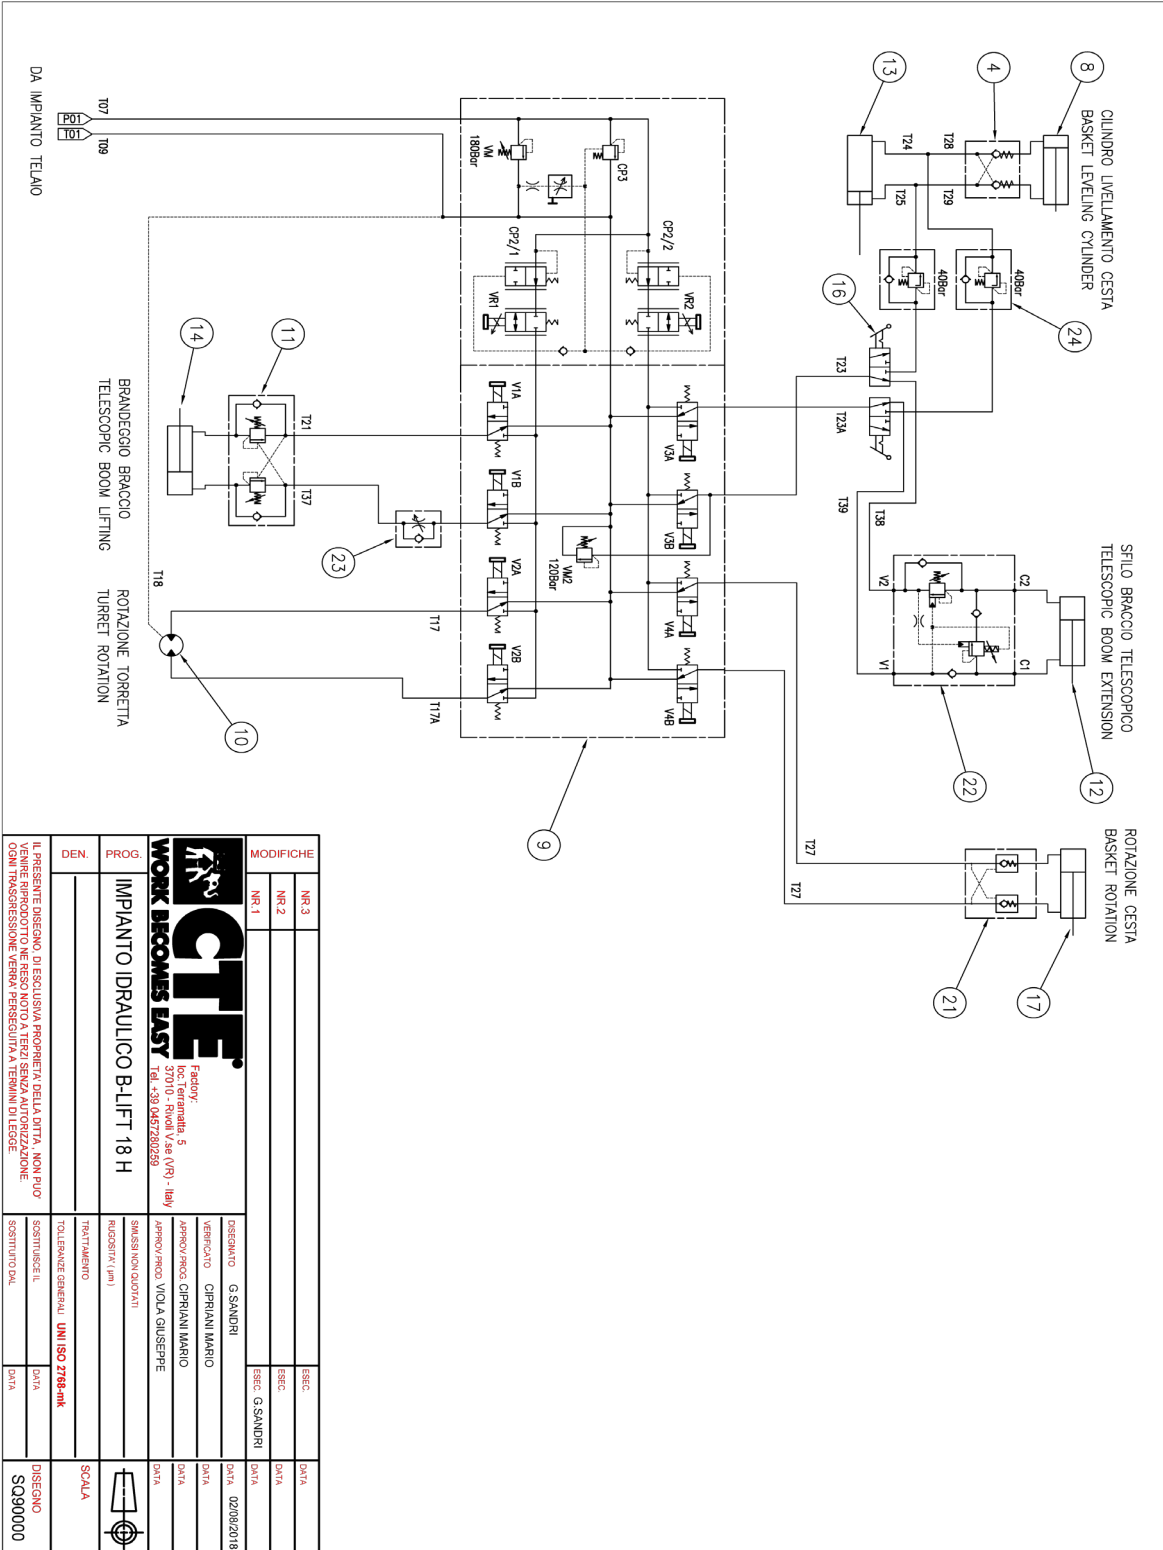 CILINDRO LIVELLAMENTO CESTA
BASKET LEVELING CYLINDER
SFILO BRACCIO TELESCOPICO
TELESCOPIC BOOM EXTENSION
ROTAZIONE CESTA
BASKET ROTATION
8
4
13
24
16
12
22
17
21
T28
T29
T24
T25
40Bar
40Bar
T23
T23A
T38
T39
C2
C1
V2
V1
T27
T27
CP3
VM
180Bar
CP2/2
CP2/1
VR2
VR1
V3A
V3B
V4A
V4B
VM2
120Bar
V1A
V1B
V2A
V2B
9
T07
P01
T01
T09
DA IMPIANTO TELAIO
T21
T37
11
14
23
T17
T17A
T18
10
BRANDEGGIO BRACCIO
TELESCOPIC BOOM LIFTING
ROTAZIONE TORRETTA
TURRET ROTATION
MODIFICHE
NR.3
ESEC.
DATA
NR.2
ESEC.
DATA
NR.1
ESEC. G.SANDRI
DATA
CTE
WORK BECOMES EASY
Factory:
loc.Terramatta, 5
37010 - Rivoli V.se (VR) - Italy
Tel. +39 0457280259
DISEGNATO G.SANDRI
DATA 02/08/2018
VERIFICATO CIPRIANI MARIO
DATA
APPROV.PROG. CIPRIANI MARIO
DATA
APPROV.PROD. VIOLA GIUSEPPE
DATA
PROG.
IMPIANTO IDRAULICO B-LIFT 18 H
SMUSSI NON QUOTATI
RUGOSITA' ( µm )
DEN.
TRATTAMENTO
TOLLERANZE GENERALI UNI ISO 2768-mk
SCALA
IL PRESENTE DISEGNO, DI ESCLUSIVA PROPRIETA' DELLA DITTA , NON PUO'
VENIRE RIPRODOTTO NE RESO NOTO A TERZI SENZA AUTORIZZAZIONE.
OGNI TRASGRESSIONE VERRA' PERSEGUITA A TERMINI DI LEGGE.
SOSTITUISCE IL
DATA
SOSTITUITO DAL
DATA
DISEGNO
SQ90000